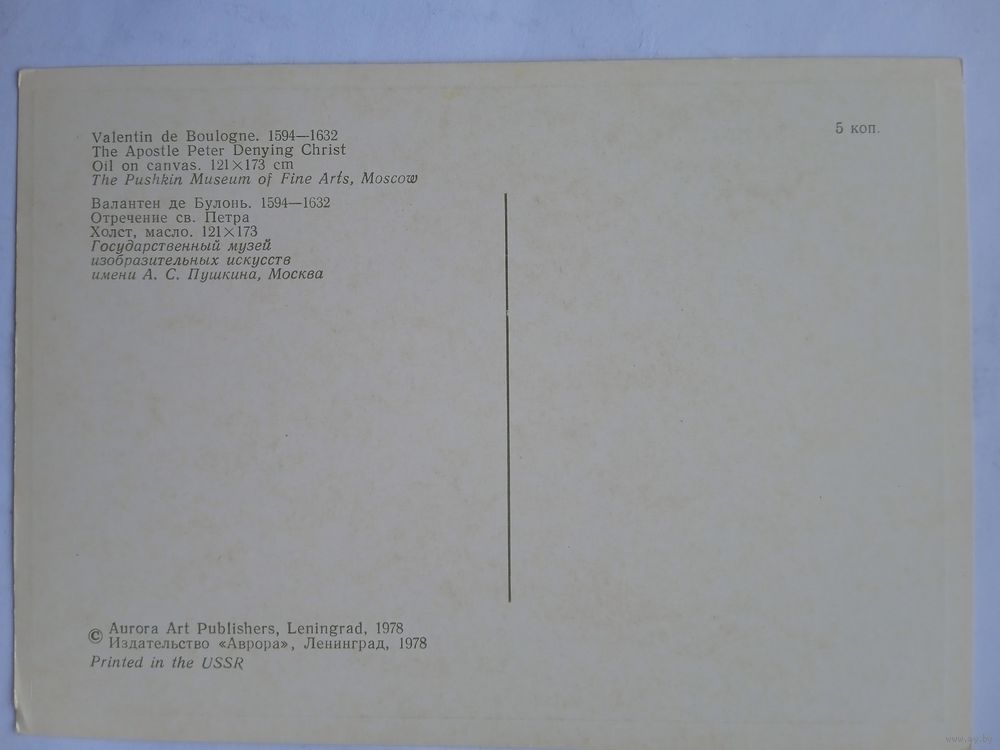 Valentin de Boulogne. 1594—1632
The Apostle Peter Denying Christ
Oil on canvas. 121×173 cm
The Pushkin Museum of Fine Arts, Moscow
Валантен де Булонь. 1594—1632
Отречение св. Петра
Холст, масло. 121×173
Государственный музей
изобразительных искусств
имени А. С. Пушкина, Москва
5 коп.
© Aurora Art Publishers, Leningrad, 1978
Издательство «Аврора», Ленинград, 1978
Printed in the USSR
www.ay.by